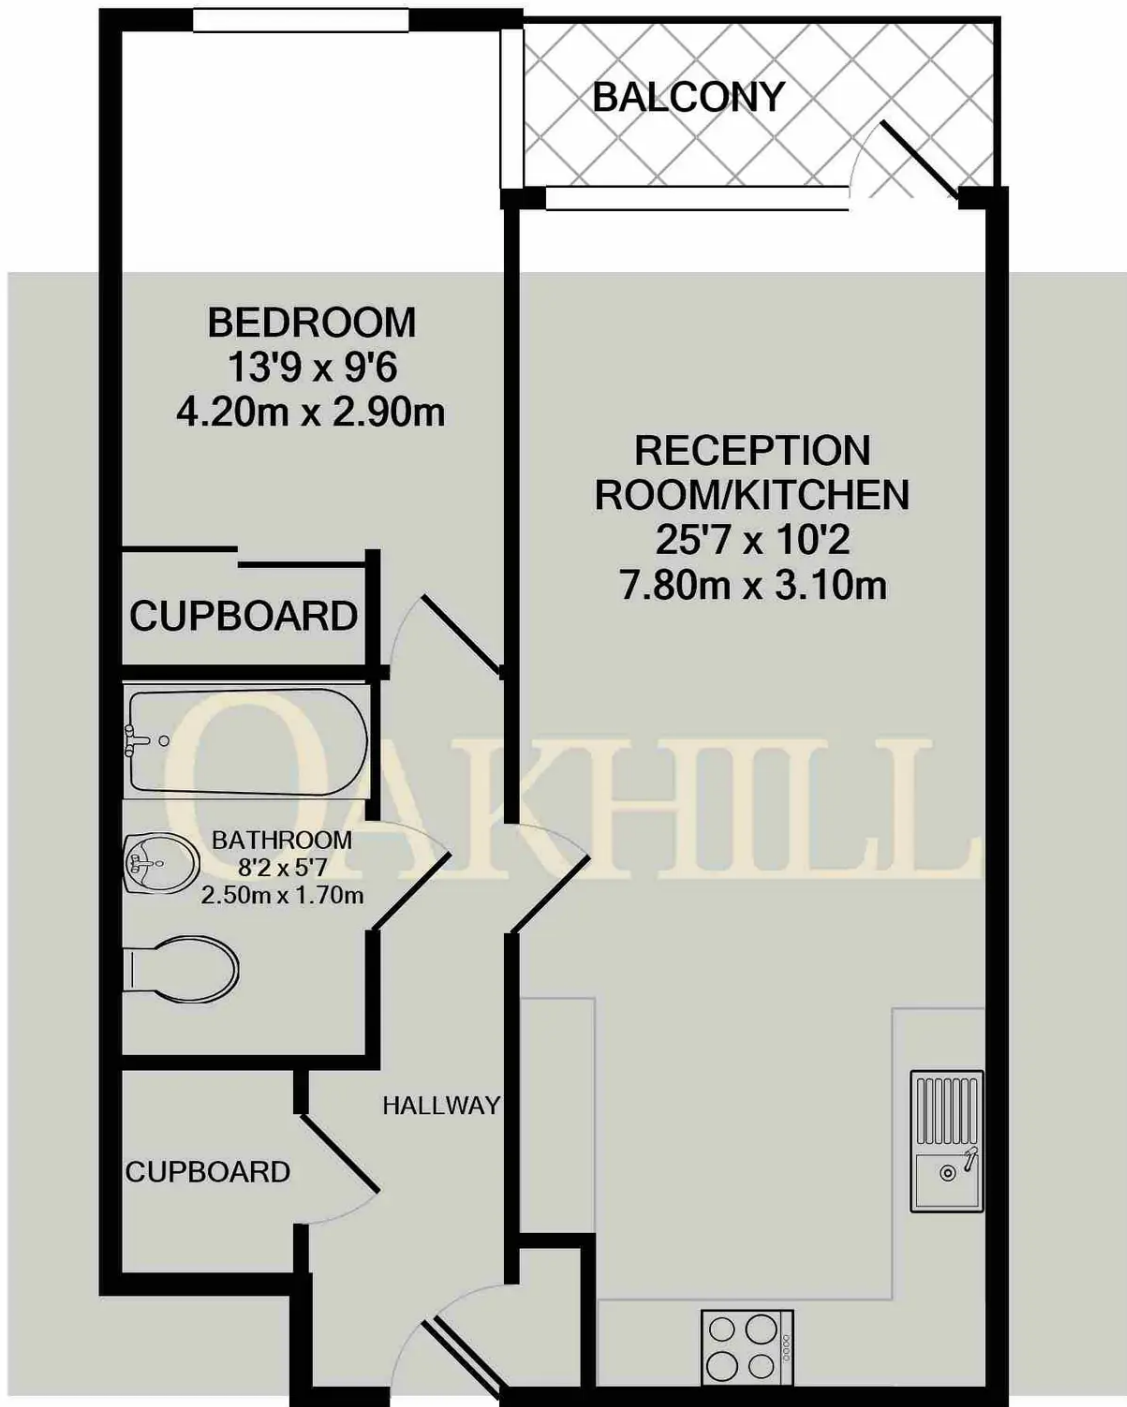 BALCONY
BEDROOM
13'9 x 9'6
4.20m x 2.90m
RECEPTION
ROOM/KITCHEN
25'7 x 10'2
7.80m x 3.10m
CUPBOARD
OAKHILL
BATHROOM
8'2 x 5'7
2.50m x 1.70m
HALLWAY
CUPBOARD